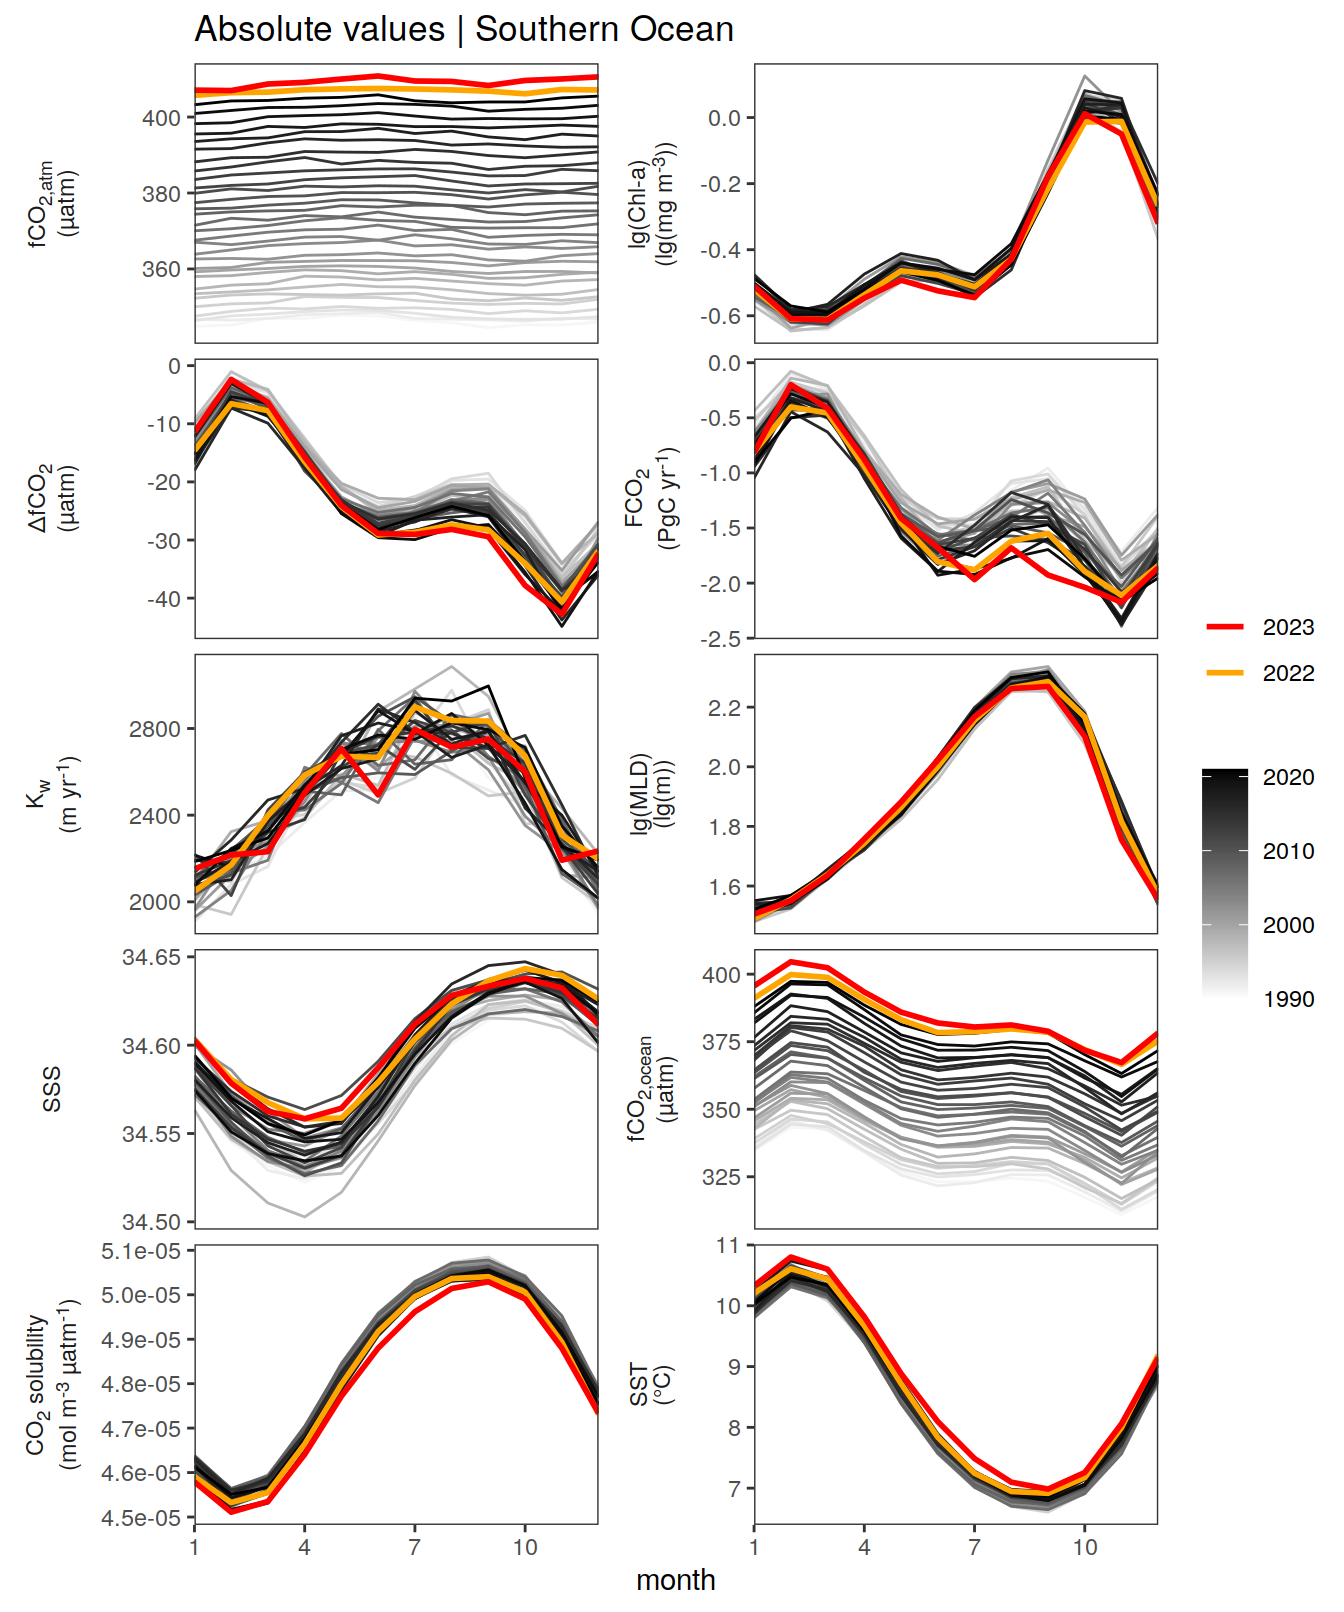 Absolute values | Southern Ocean
fCO2,atm
(µatm)
400
380
360
lg(Chl-a)
(lg(mg m-3))
0.0
-0.2
-0.4
-0.6
ΔfCO2
(µatm)
0
-10
-20
-30
-40
FCO2
(PgC yr-1)
0.0
-0.5
-1.0
-1.5
-2.0
-2.5
Kw
(m yr-1)
2800
2400
2000
lg(MLD)
(lg(m))
2.2
2.0
1.8
1.6
SSS
34.65
34.60
34.55
34.50
fCO2,ocean
(µatm)
400
375
350
325
CO2 solubility
(mol m-3 µatm-1)
5.1e-05
5.0e-05
4.9e-05
4.8e-05
4.7e-05
4.6e-05
4.5e-05
SST
(°C)
11
10
9
8
7
1 4 7 10
1 4 7 10
month
2023
2022
2020
2010
2000
1990